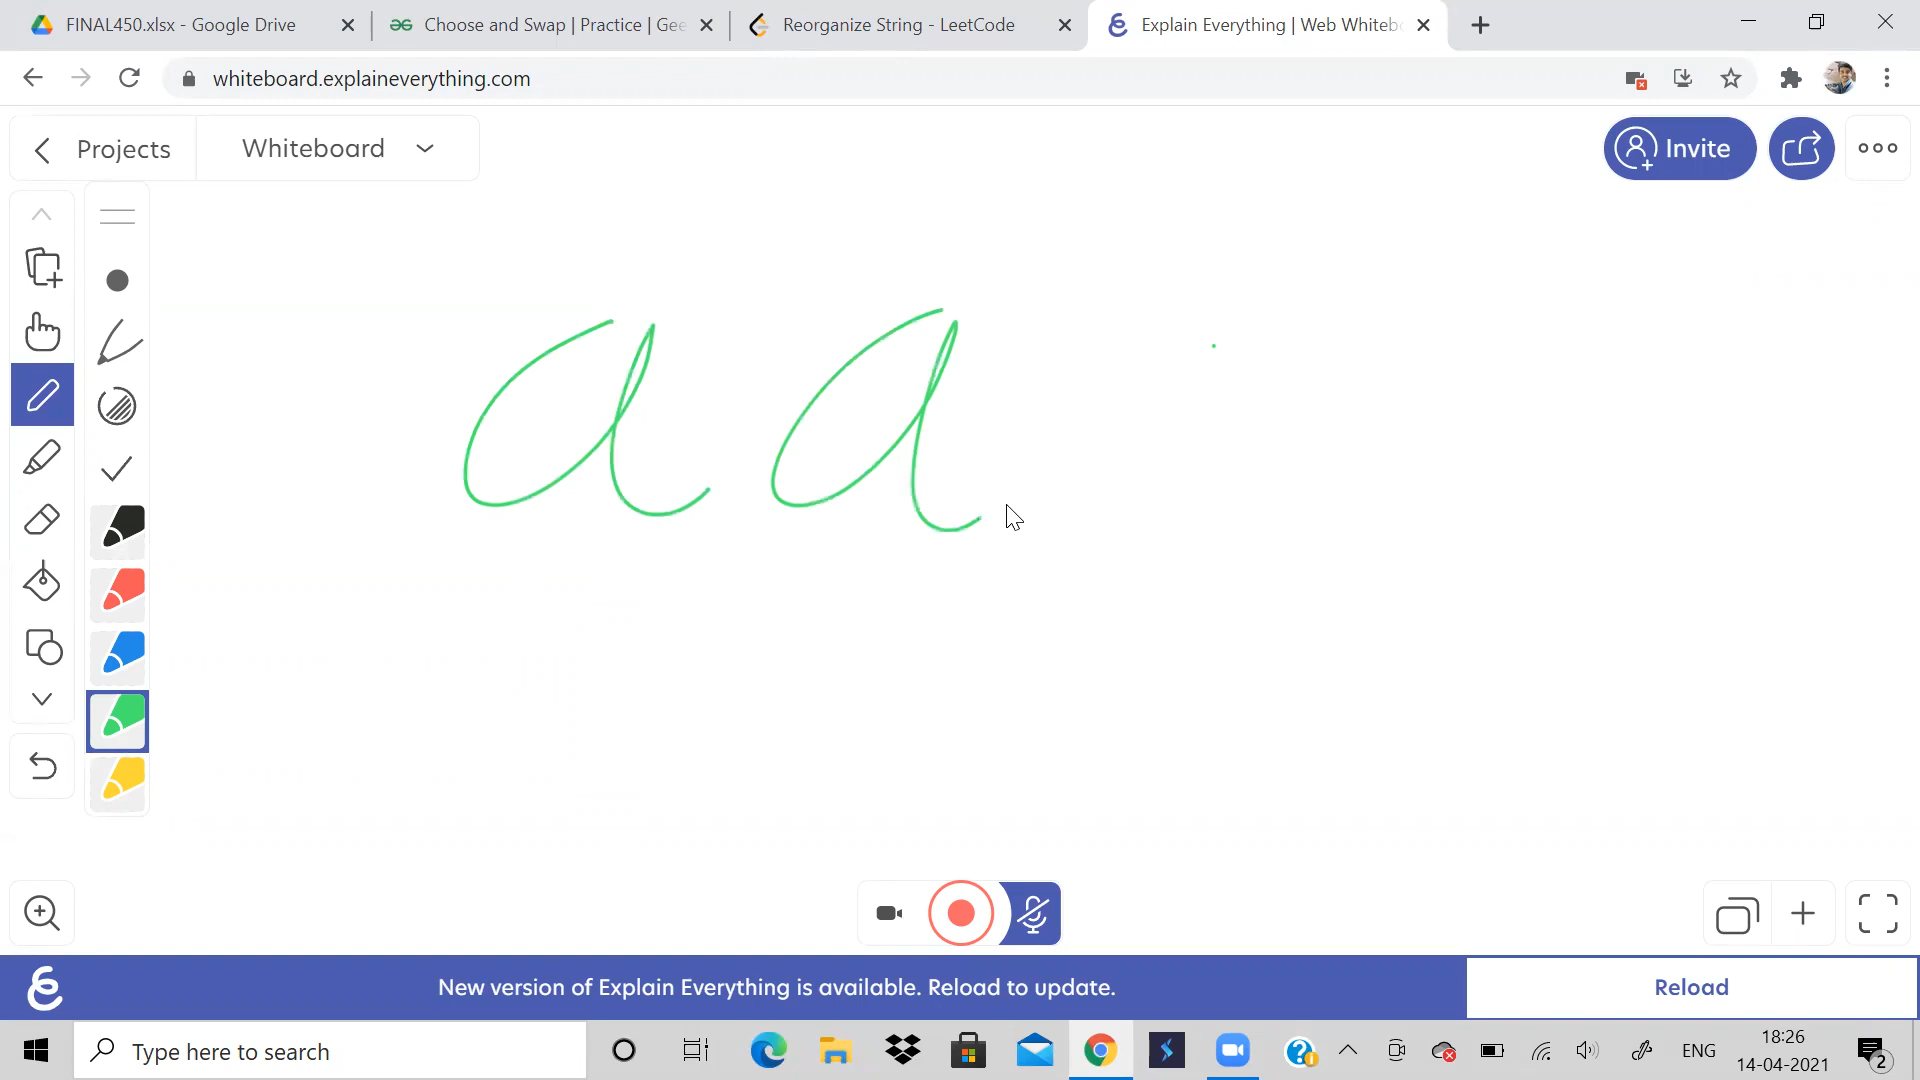 FINAL450.xlsx - Google Drive
Choose and Swap | Practice | Gee
Reorganize String - LeetCode
Explain Everything | Web Whitebo
whiteboard.explaineverything.com
Projects
Whiteboard
Invite
a a
New version of Explain Everything is available. Reload to update.
Reload
Type here to search
ENG
18:26
14-04-2021
2